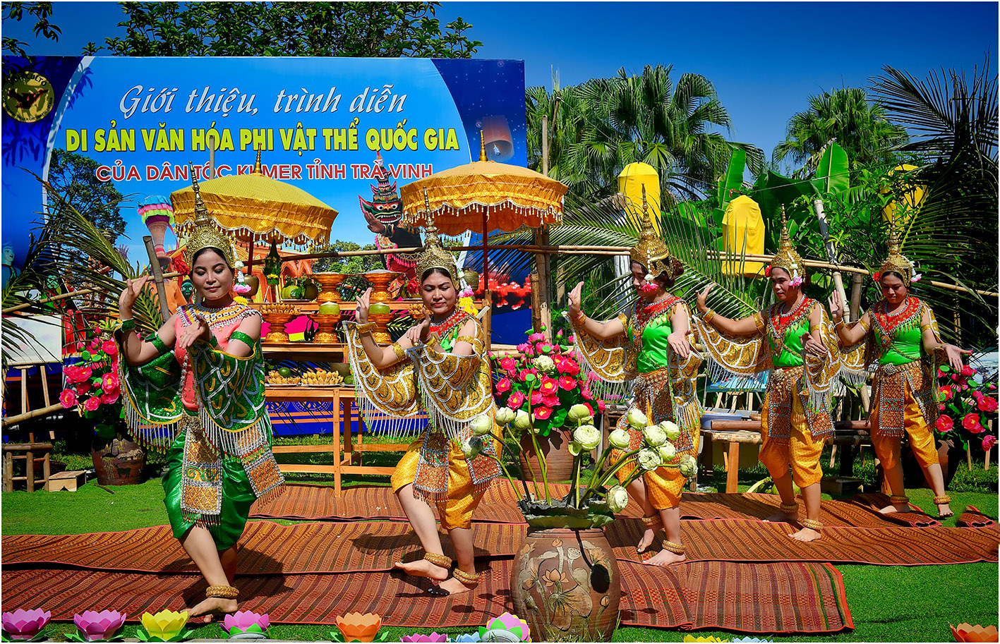 Giới thiệu, trình diễn
DI SẢN VĂN HÓA PHI VẬT THỂ QUỐC GIA
CỦA DÂN TỘC KHMER TỈNH TRÀ VINH